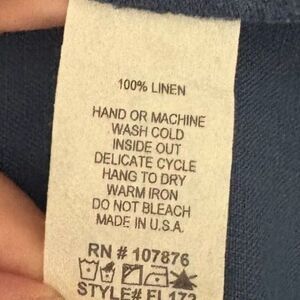 100% LINEN
HAND OR MACHINE
WASH COLD
INSIDE OUT
DELICATE CYCLE
HANG TO DRY
WARM IRON
DO NOT BLEACH
MADE IN U.S.A.
RN # 107876
STYLE# FL172